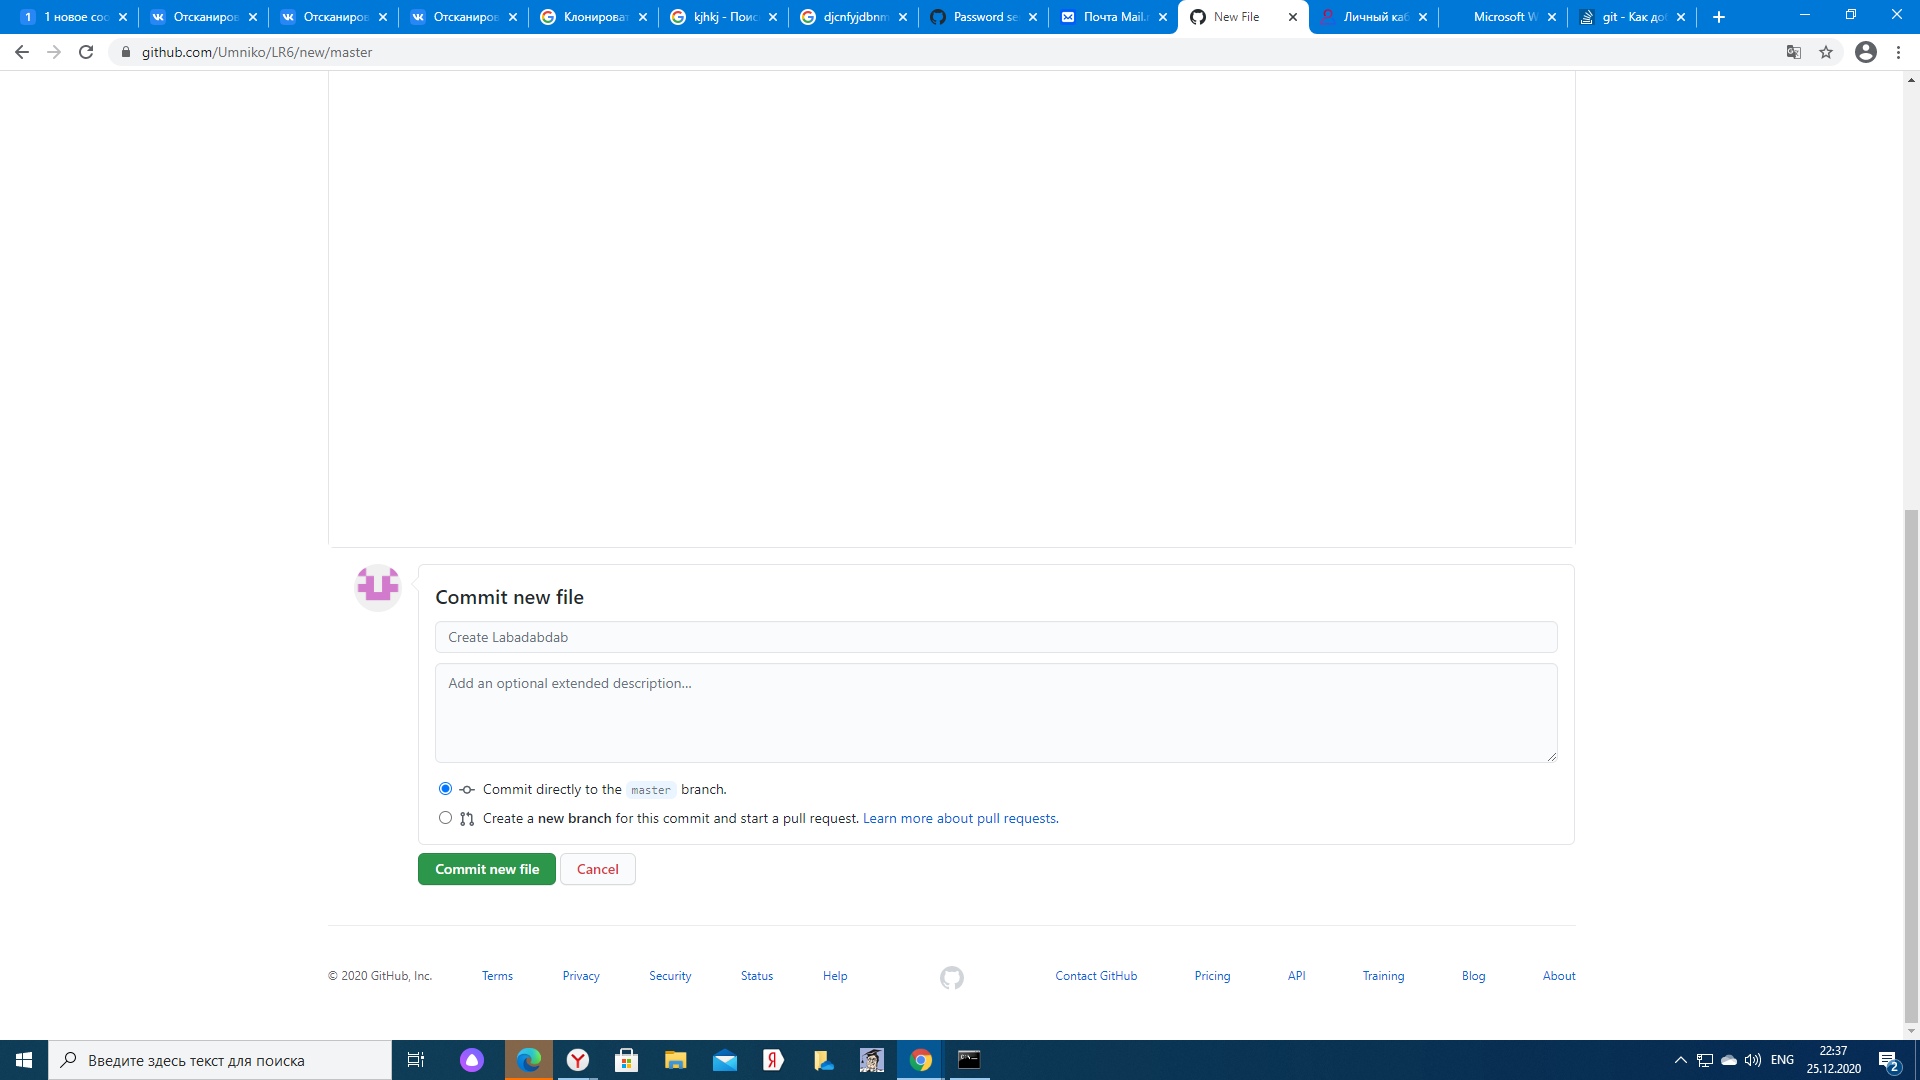 1 новое соо
Отсканиров
Отсканиров
Отсканиров
Клонироват
kjhkj - Поис
djcnfyjdbnm
Password se
Почта Mail.r
New File
Личный каб
Microsoft W
git - Как до
github.com/Umniko/LR6/new/master
Commit new file
Create Labadabdab
Add an optional extended description...
Commit directly to the master branch.
Create a new branch for this commit and start a pull request. Learn more about pull requests.
Commit new file
Cancel
© 2020 GitHub, Inc.
Terms
Privacy
Security
Status
Help
Contact GitHub
Pricing
API
Training
Blog
About
Введите здесь текст для поиска
ENG
22:37
25.12.2020
2